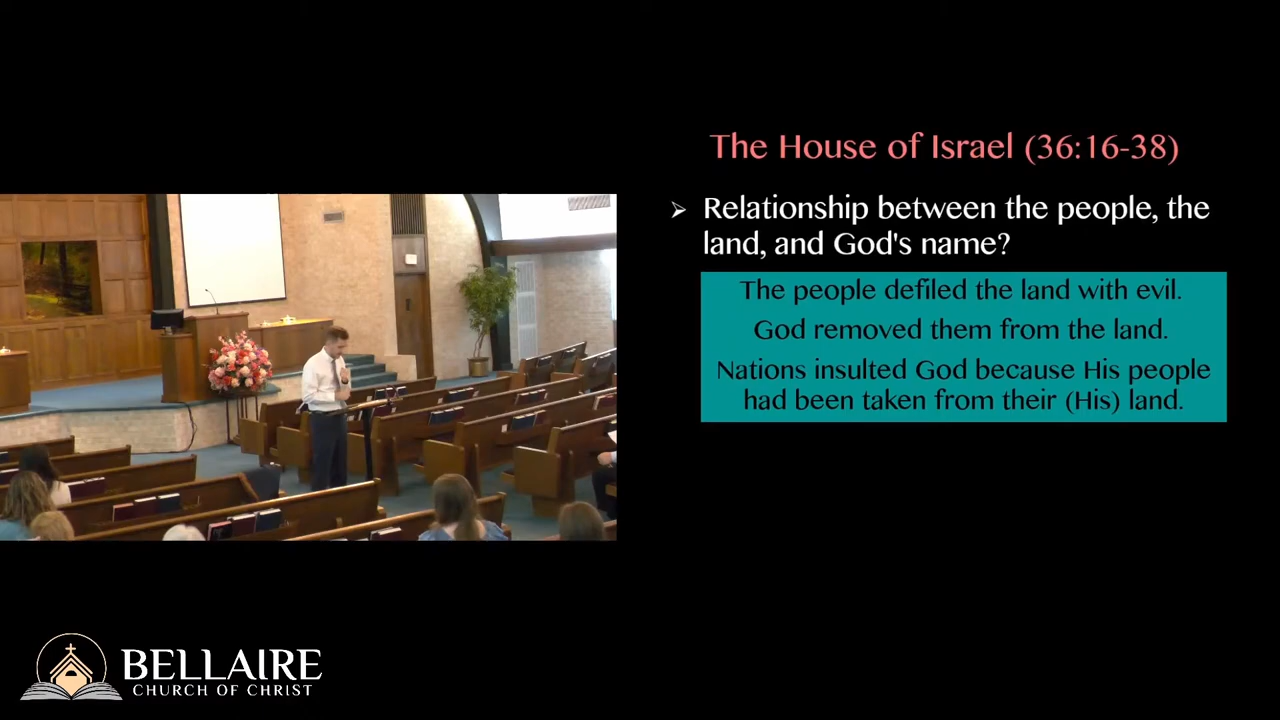 The House of Israel (36:16-38)
➢ Relationship between the people, the
land, and God's name?
The people defiled the land with evil.
God removed them from the land.
Nations insulted God because His people
had been taken from their (His) land.
BELLAIRE
CHURCH OF CHRIST